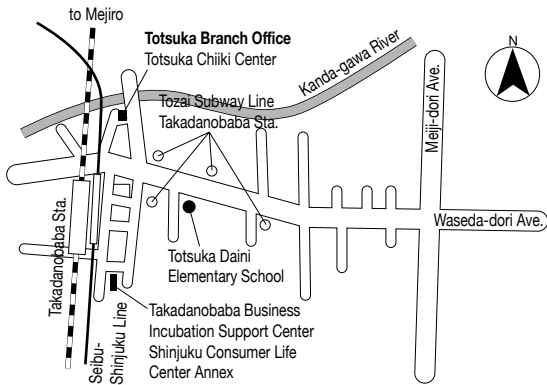 to Mejiro
Totsuka Branch Office
Totsuka Chiiki Center
Kanda-gawa River
N
Tozai Subway Line
Takadanobaba Sta.
Meiji-dori Ave.
Waseda-dori Ave.
Takadanobaba Sta.
Totsuka Daini
Elementary School
Seibu-
Shinjuku Line
Takadanobaba Business
Incubation Support Center
Shinjuku Consumer Life
Center Annex